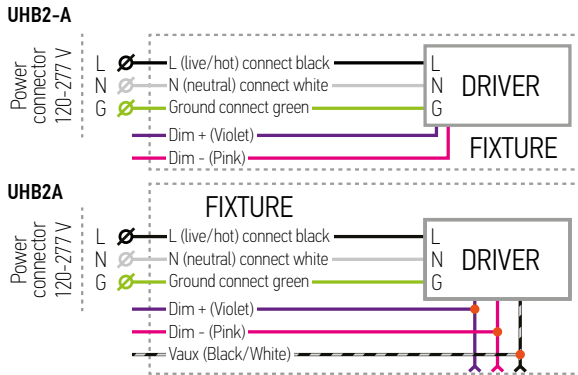 UHB2-A
Power
connector
120-277 V
L
N
G
L (live/hot) connect black
N (neutral) connect white
Ground connect green
Dim + (Violet)
Dim - (Pink)
L
N
G
DRIVER
FIXTURE
UHB2A
FIXTURE
Power
connector
120-277 V
L
N
G
L (live/hot) connect black
N (neutral) connect white
Ground connect green
Dim + (Violet)
Dim - (Pink)
Vaux (Black/White)
L
N
G
DRIVER